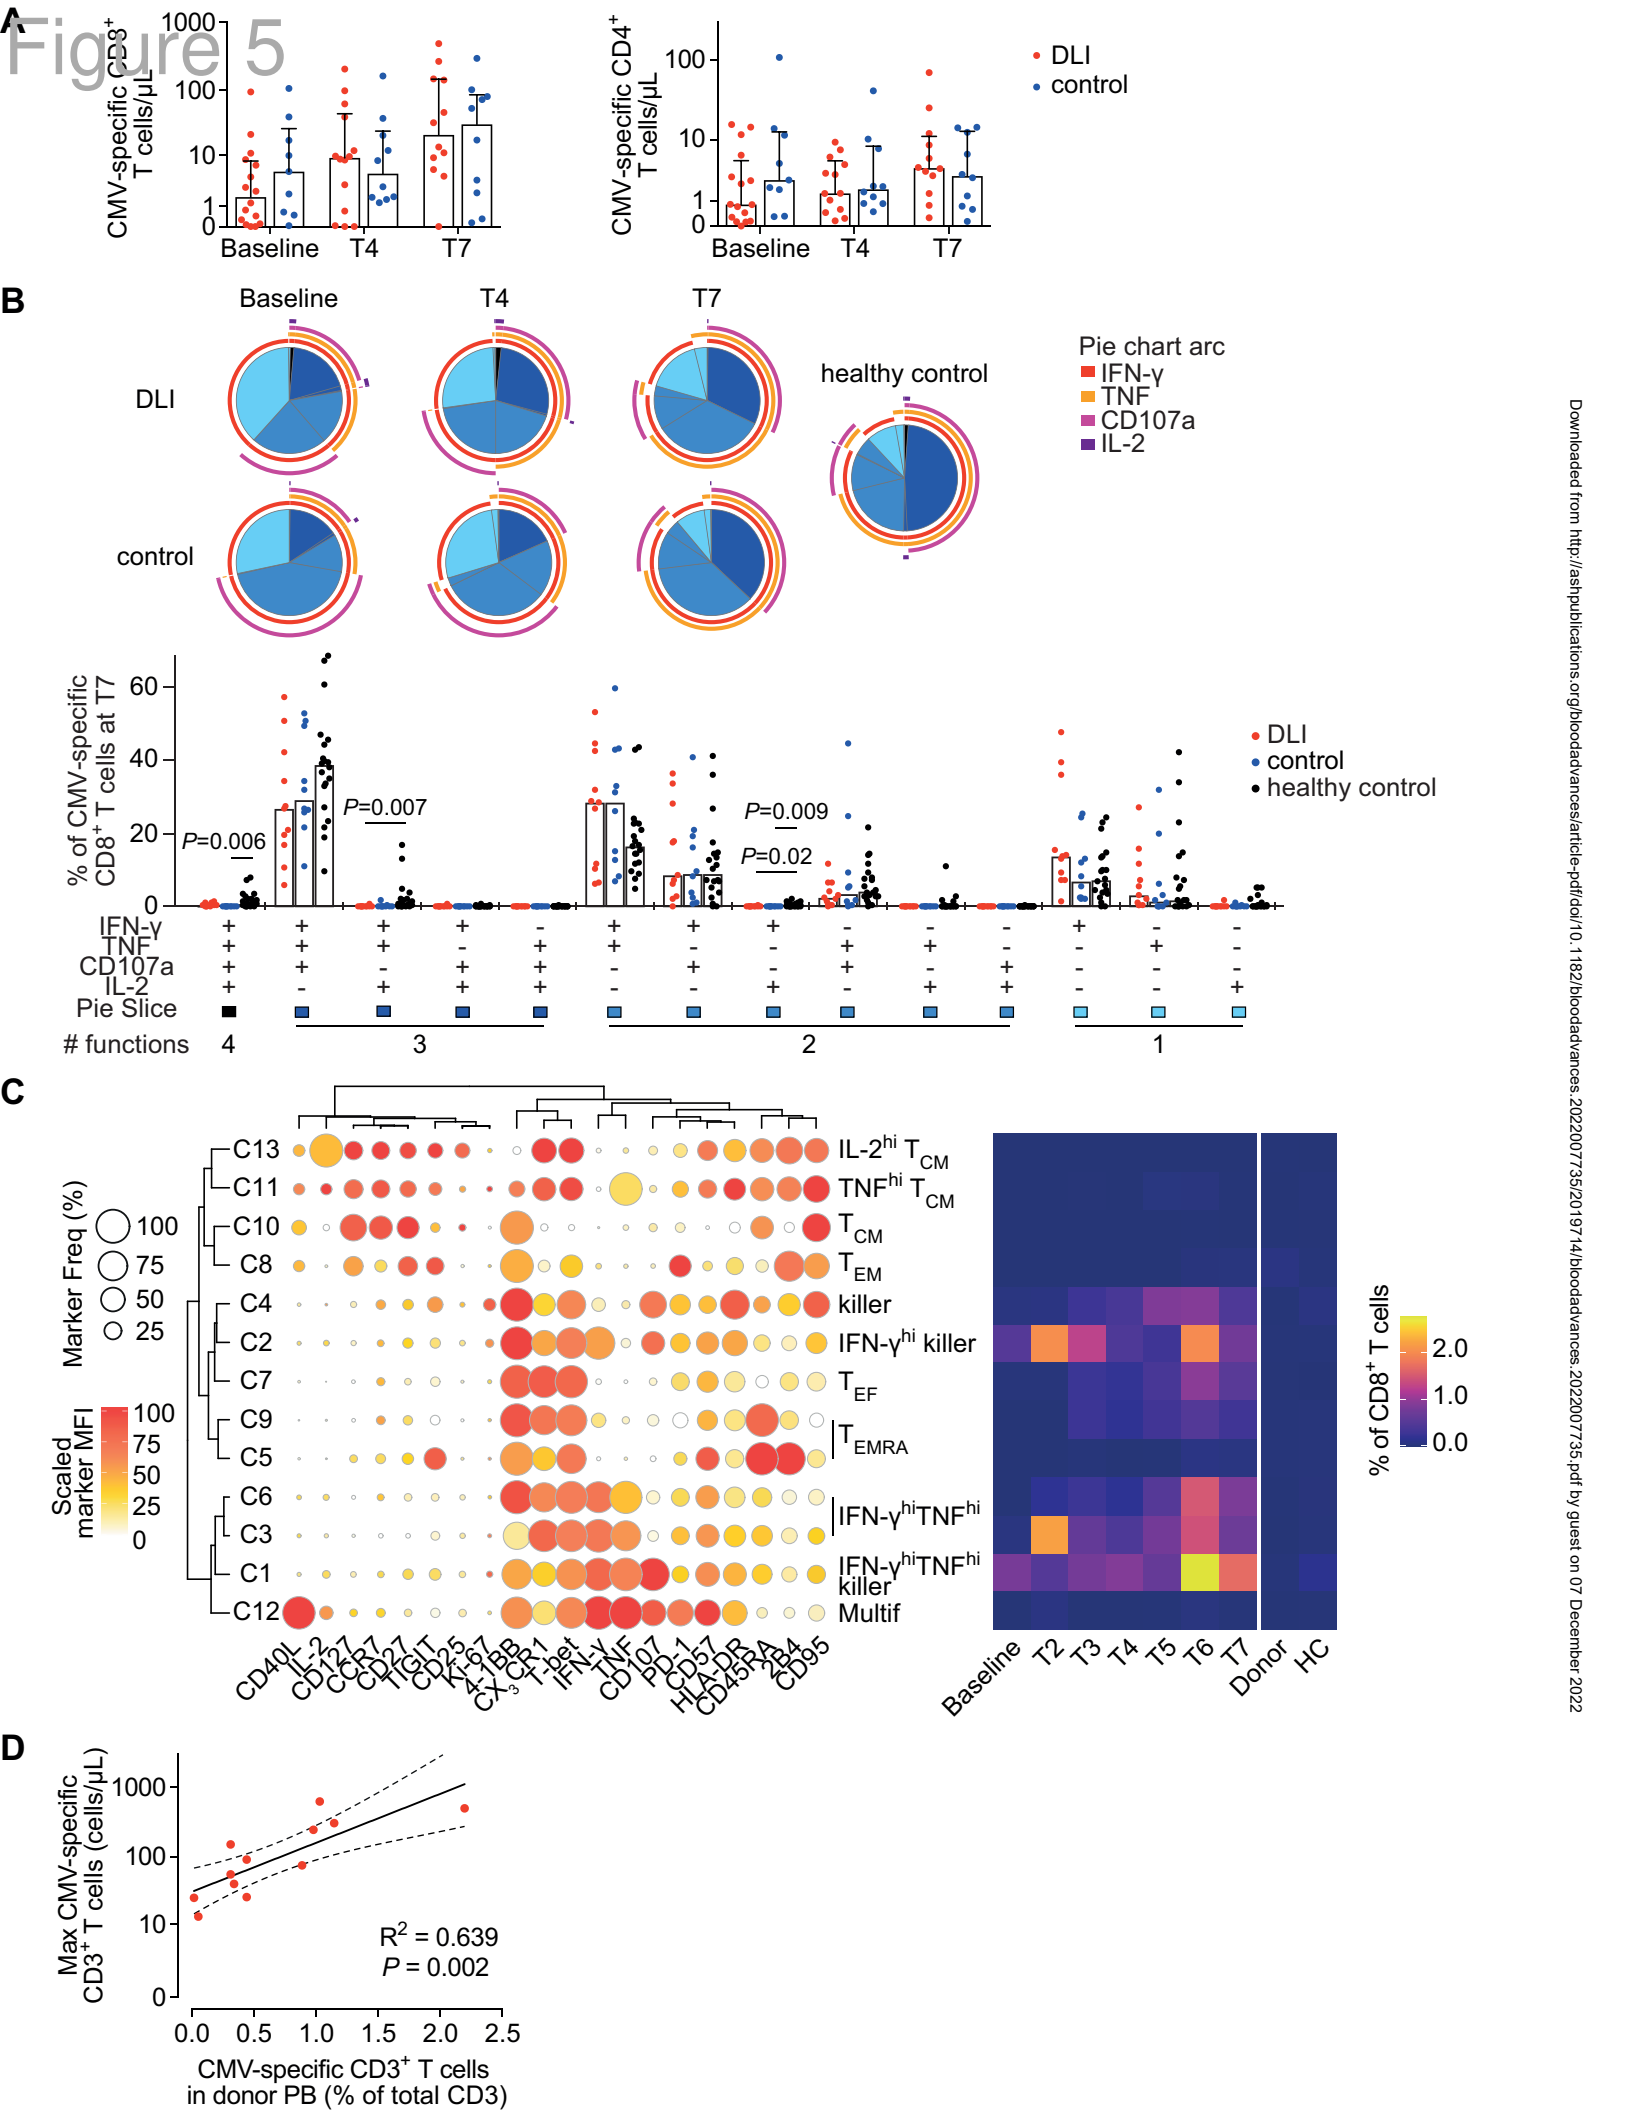 Figure 5
A
CMV-specific CD8+
T cells/µL
1000
100
10
1
0
Baseline
T4
T7
CMV-specific CD4+
T cells/µL
100
10
1
0
Baseline
T4
T7
DLI
control
B
Baseline
T4
T7
DLI
control
healthy control
Pie chart arc
IFN-γ
TNF
CD107a
IL-2
% of CMV-specific
CD8+ T cells at T7
60
40
20
0
P=0.006
P=0.007
P=0.009
P=0.02
DLI
control
healthy control
IFN-γ + + + + - + + + - - - + - -
TNF + + + - + + - - + + - - + -
CD107a + + - + + - + - + - + - - -
IL-2 + - + + + - - + - + + - - +
Pie Slice
# functions 4 3 2 1
C
Marker Freq (%)
100
75
50
25
Scaled
marker MFI
100
75
50
25
0
C13 IL-2hi TCM
C11 TNFhi TCM
C10 TCM
C8 TEM
C4 killer
C2 IFN-γhi killer
C7 TEF
C9
C5
TEMRA
C6
C3
IFN-γhiTNFhi
C1 IFN-γhiTNFhi
killer
C12 Multif
CD40L
IL-2
CD127
CCR7
CD27
TIGIT
CD25
Ki-67
4-1BB
CX3CR1
T-bet
IFN-γ
TNF
CD107
PD-1
CD57
HLA-DR
CD45RA
2B4
CD95
Baseline
T2
T3
T4
T5
T6
T7
Donor
HC
% of CD8+ T cells
2.0
1.0
0.0
D
Max CMV-specific
CD3+ T cells (cells/µL)
1000
100
10
0
R2 = 0.639
P = 0.002
0.0 0.5 1.0 1.5 2.0 2.5
CMV-specific CD3+ T cells
in donor PB (% of total CD3)
Downloaded from http://ashpublications.org/bloodadvances/article-pdf/doi/10.1182/bloodadvances.2022007735/2019714/bloodadvances.2022007735.pdf by guest on 07 December 2022